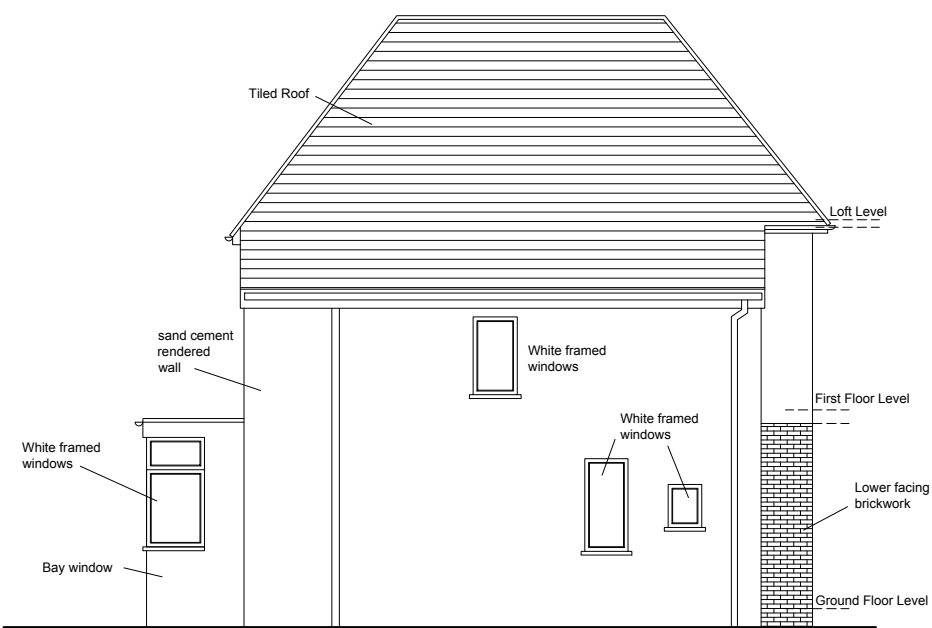 Tiled Roof
Loft Level
sand cement
rendered
wall
White framed
windows
First Floor Level
White framed
windows
White framed
windows
Lower facing
brickwork
Bay window
Ground Floor Level